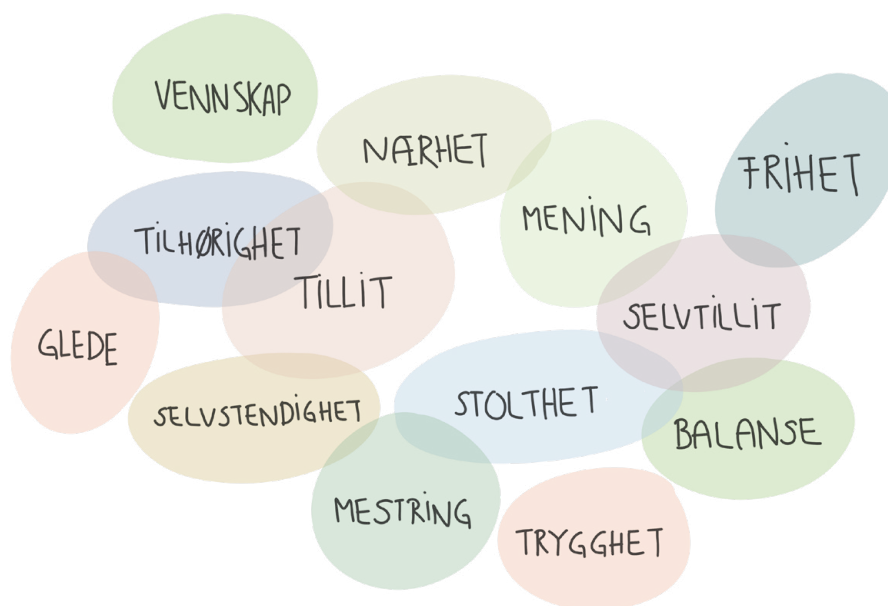 VENNSKAP
NÆRHET
FRIHET
MENING
TILHØRIGHET
TILLIT
SELVTILLIT
GLEDE
STOLTHET
SELVSTENDIGHET
BALANSE
MESTRING
TRYGGHET